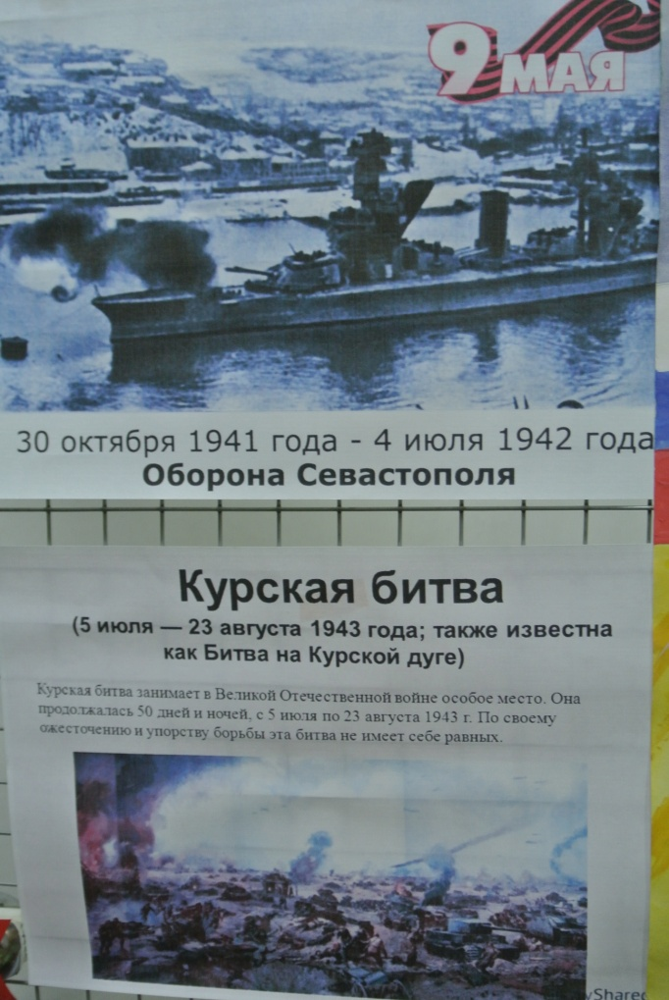 9 МАЯ
30 октября 1941 года - 4 июля 1942 года
Оборона Севастополя
Курская битва
(5 июля — 23 августа 1943 года; также известна
как Битва на Курской дуге)
Курская битва занимает в Великой Отечественной войне особое место. Она
продолжалась 50 дней и ночей, с 5 июля по 23 августа 1943 г. По своему
ожесточению и упорству борьбы эта битва не имеет себе равных.